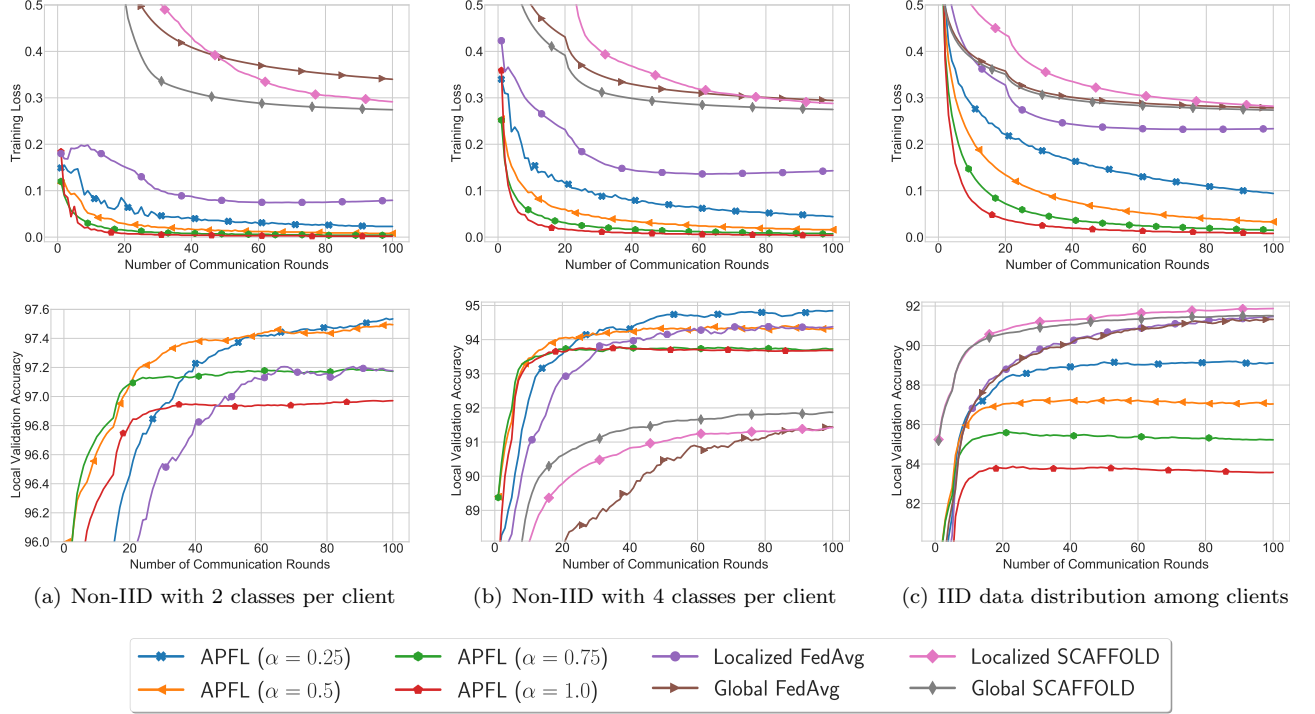 0.5
0.4
0.3
0.2
0.1
0.0
Training Loss
0 20 40 60 80 100
Number of Communication Rounds
0.5
0.4
0.3
0.2
0.1
0.0
Training Loss
0 20 40 60 80 100
Number of Communication Rounds
0.5
0.4
0.3
0.2
0.1
0.0
Training Loss
0 20 40 60 80 100
Number of Communication Rounds
97.6
97.4
97.2
97.0
96.8
96.6
96.4
96.2
96.0
Local Validation Accuracy
0 20 40 60 80 100
Number of Communication Rounds
95
94
93
92
91
90
89
Local Validation Accuracy
0 20 40 60 80 100
Number of Communication Rounds
92
90
88
86
84
82
Local Validation Accuracy
0 20 40 60 80 100
Number of Communication Rounds
(a) Non-IID with 2 classes per client
(b) Non-IID with 4 classes per client
(c) IID data distribution among clients
APFL (α = 0.25) APFL (α = 0.75) Localized FedAvg Localized SCAFFOLD
APFL (α = 0.5) APFL (α = 1.0) Global FedAvg Global SCAFFOLD